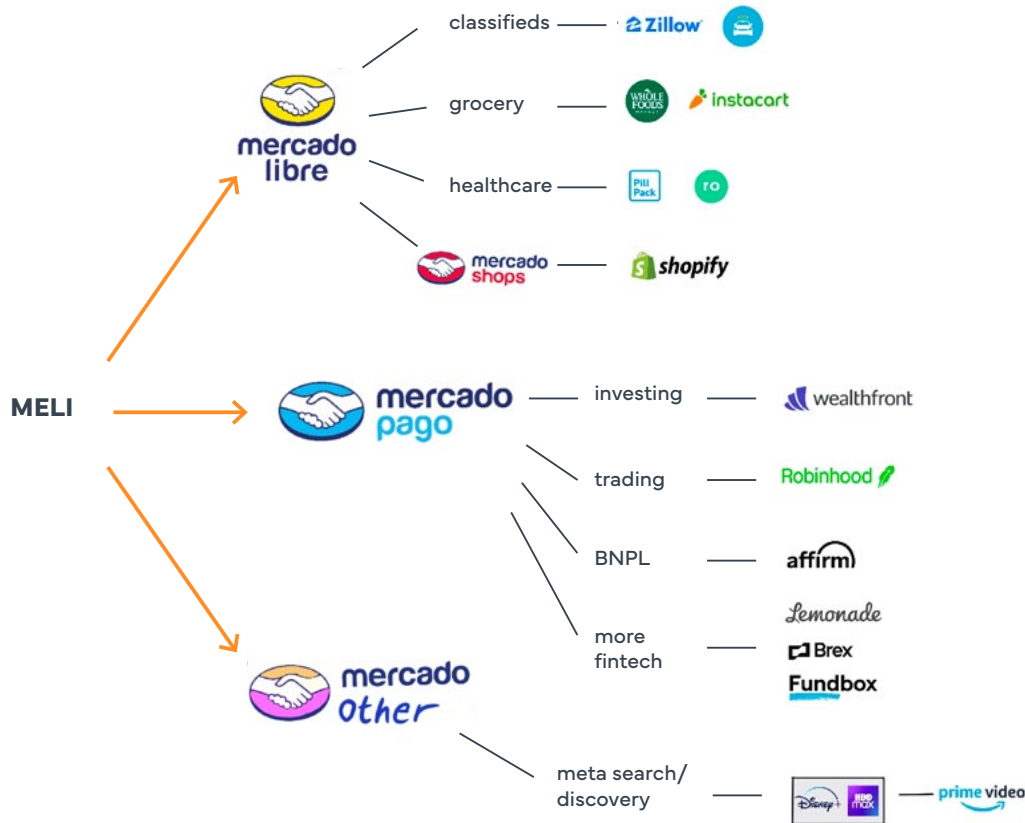 classifieds
Zillow
mercado
libre
grocery
WHOLE
FOODS
MARKET
instacart
healthcare
Pill
Pack
ro
mercado
shops
shopify
MELI
mercado
pago
investing
wealthfront
trading
Robinhood
BNPL
affirm
more
fintech
Lemonade
Brex
Fundbox
mercado
other
meta search/
discovery
Disney+
HBO
max
prime video